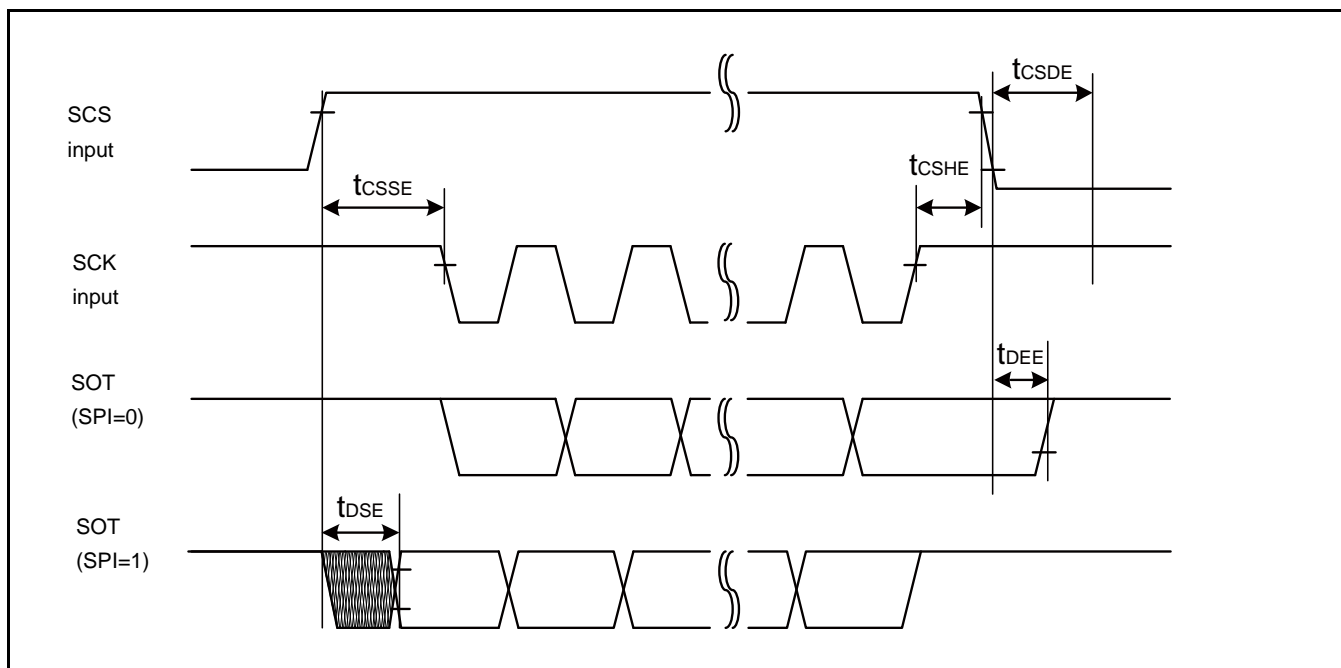 tCSDE
SCS
input
tCSHE
tCSSE
SCK
input
tDEE
SOT
(SPI=0)
tDSE
SOT
(SPI=1)